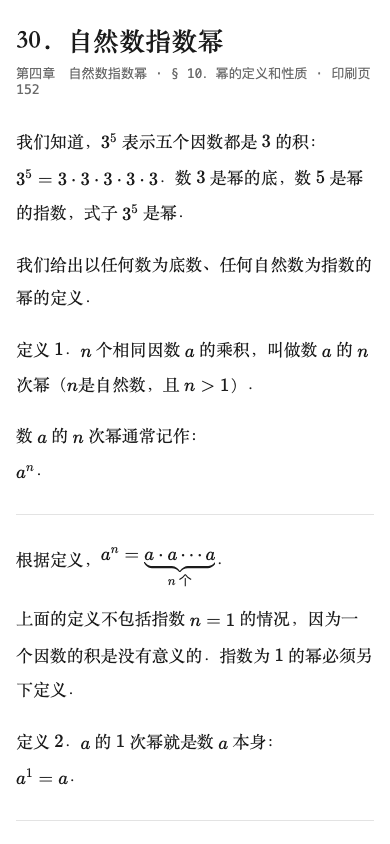 30. 自然数指数幂
第四章 自然数指数幂 · § 10. 幂的定义和性质 · 印刷页
152
我们知道, 3⁵ 表示五个因数都是 3 的积:
3⁵ = 3 · 3 · 3 · 3 · 3. 数 3 是幂的底, 数 5 是幂
的指数, 式子 3⁵ 是幂.
我们给出以任何数为底数、任何自然数为指数的
幂的定义.
定义 1. n 个相同因数 a 的乘积, 叫做数 a 的 n
次幂（n是自然数, 且 n > 1）.
数 a 的 n 次幂通常记作:
aⁿ.
根据定义, aⁿ = a · a · · · a.
n 个
上面的定义不包括指数 n = 1 的情况, 因为一
个因数的积是没有意义的. 指数为 1 的幂必须另
下定义.
定义 2. a 的 1 次幂就是数 a 本身:
a¹ = a.